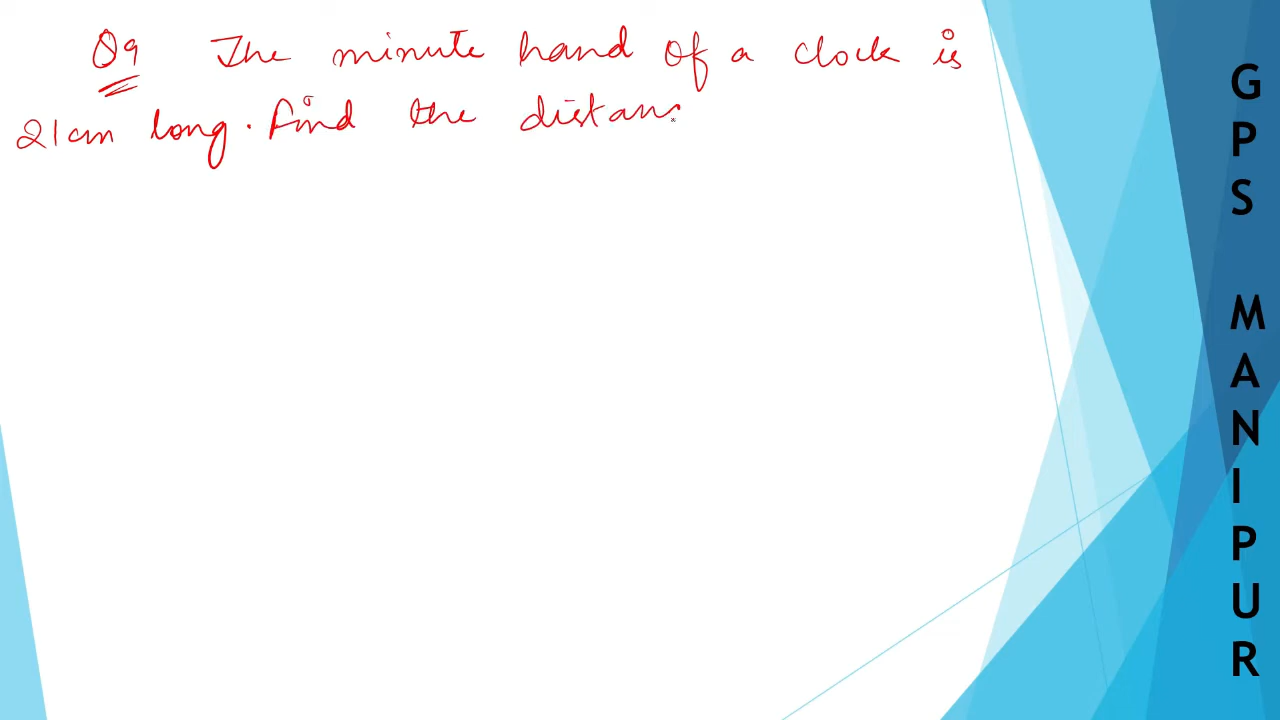 Q9 The minute hand of a clock is
21cm long. Find the distan
GPS MANIPUR